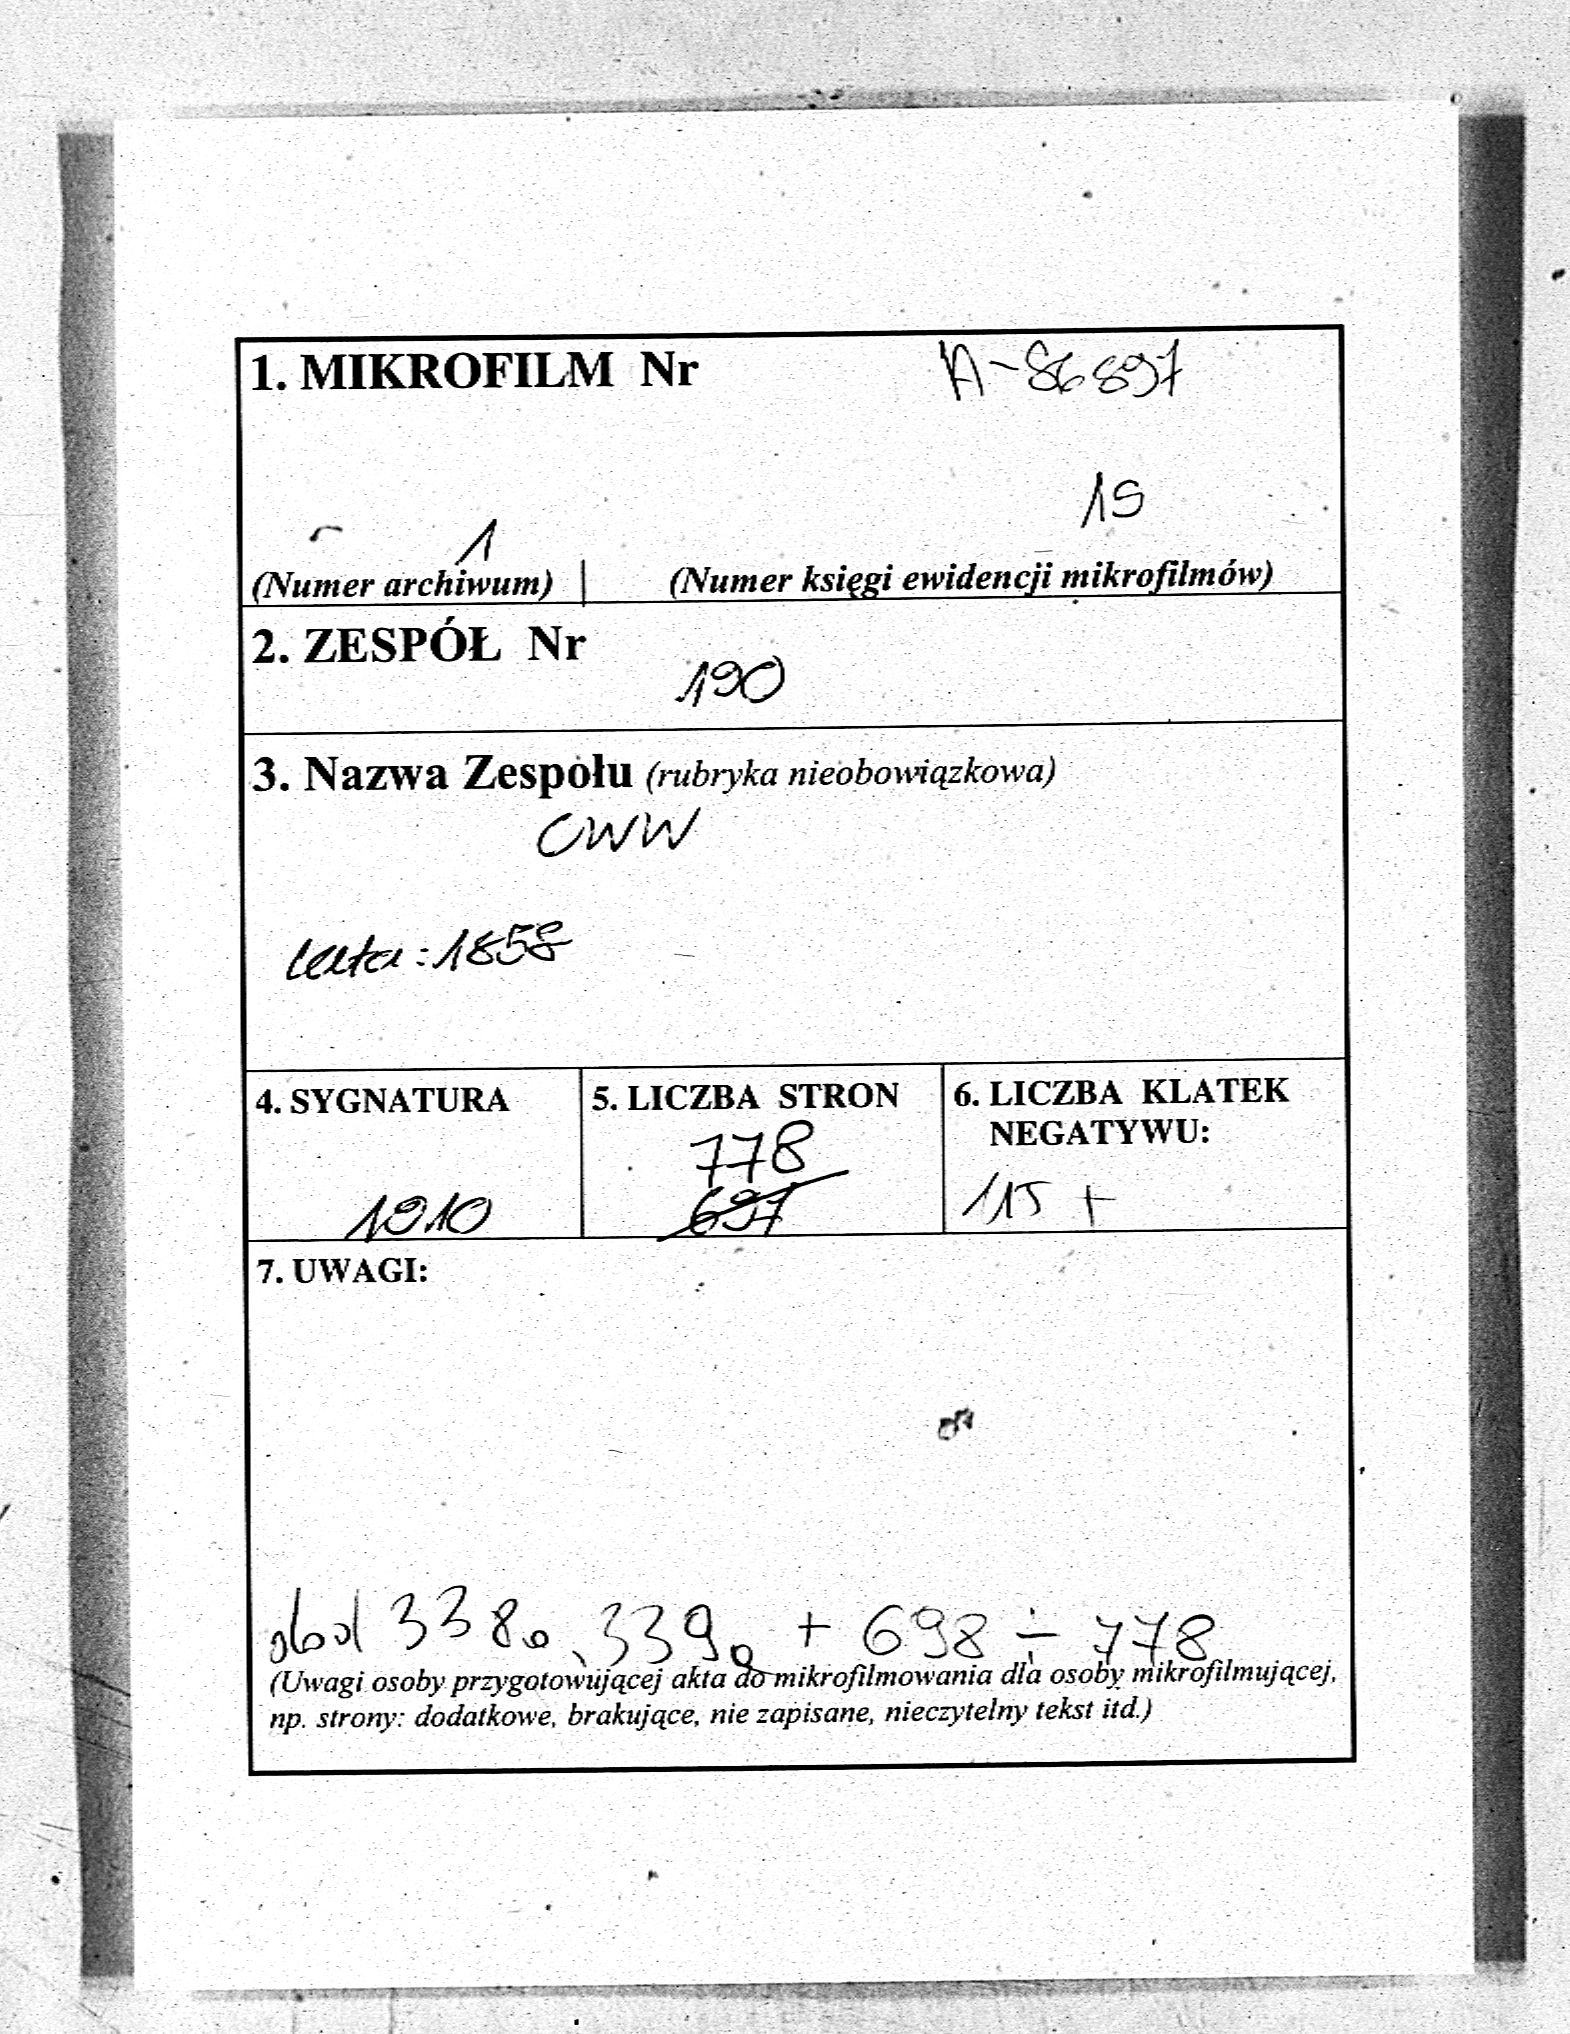 1. MIKROFILM Nr A-86897
1 15
(Numer archiwum) | (Numer księgi ewidencji mikrofilmów)
2. ZESPÓŁ Nr
190
3. Nazwa Zespołu (rubryka nieobowiązkowa)
CWW
lata: 1858
4. SYGNATURA
1910
5. LICZBA STRON
778
697
6. LICZBA KLATEK
NEGATYWU:
115 +
7. UWAGI:
338a, 339a + 698 ÷ 778
(Uwagi osoby przygotowującej akta do mikrofilmowania dla osoby mikrofilmującej,
np. strony: dodatkowe, brakujące, nie zapisane, nieczytelny tekst itd.)